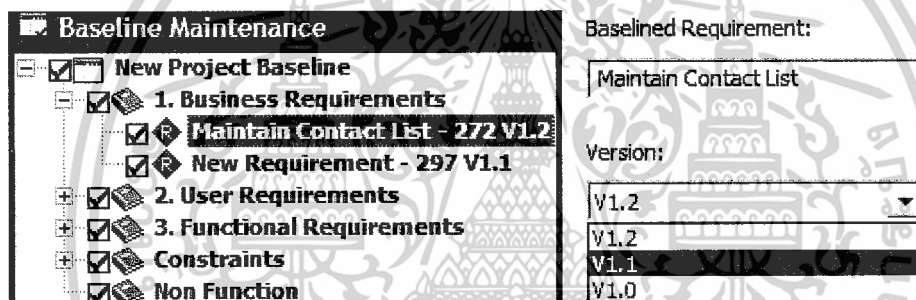 Baseline Maintenance
New Project Baseline
1. Business Requirements
Maintain Contact List - 272 V1.2
New Requirement - 297 V1.1
2. User Requirements
3. Functional Requirements
Constraints
Non Function
Baselined Requirement:
Maintain Contact List
Version:
V1.2
V1.2
V1.1
V1.0